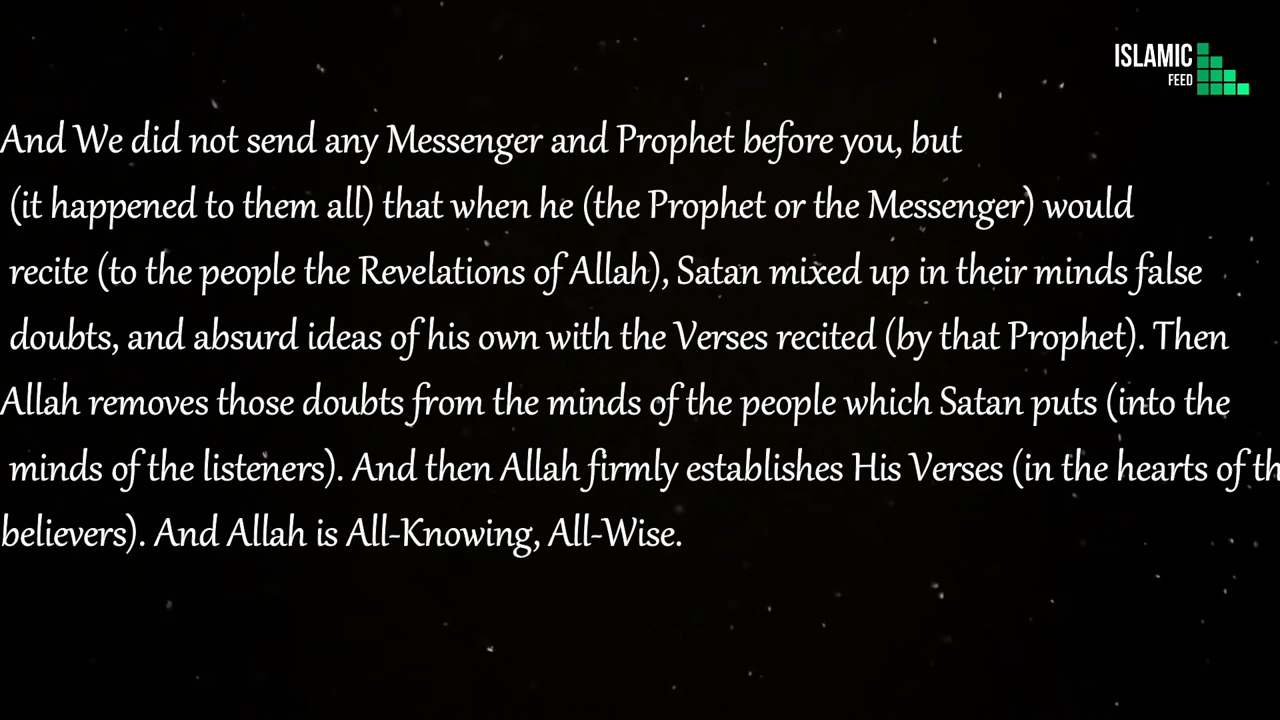 ISLAMIC
FEED
And We did not send any Messenger and Prophet before you, but
(it happened to them all) that when he (the Prophet or the Messenger) would
recite (to the people the Revelations of Allah), Satan mixed up in their minds false
doubts, and absurd ideas of his own with the Verses recited (by that Prophet). Then
Allah removes those doubts from the minds of the people which Satan puts (into the
minds of the listeners). And then Allah firmly establishes His Verses (in the hearts of th
believers). And Allah is All-Knowing, All-Wise.